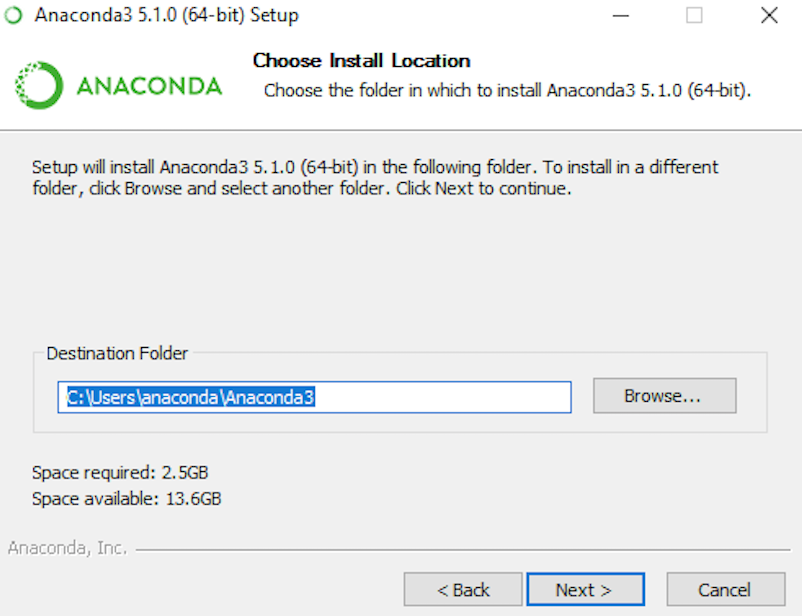 Anaconda3 5.1.0 (64-bit) Setup
Choose Install Location
ANACONDA
Choose the folder in which to install Anaconda3 5.1.0 (64-bit).
Setup will install Anaconda3 5.1.0 (64-bit) in the following folder. To install in a different
folder, click Browse and select another folder. Click Next to continue.
Destination Folder
C:\Users\anaconda\Anaconda3
Browse...
Space required: 2.5GB
Space available: 13.6GB
Anaconda, Inc.
< Back
Next >
Cancel